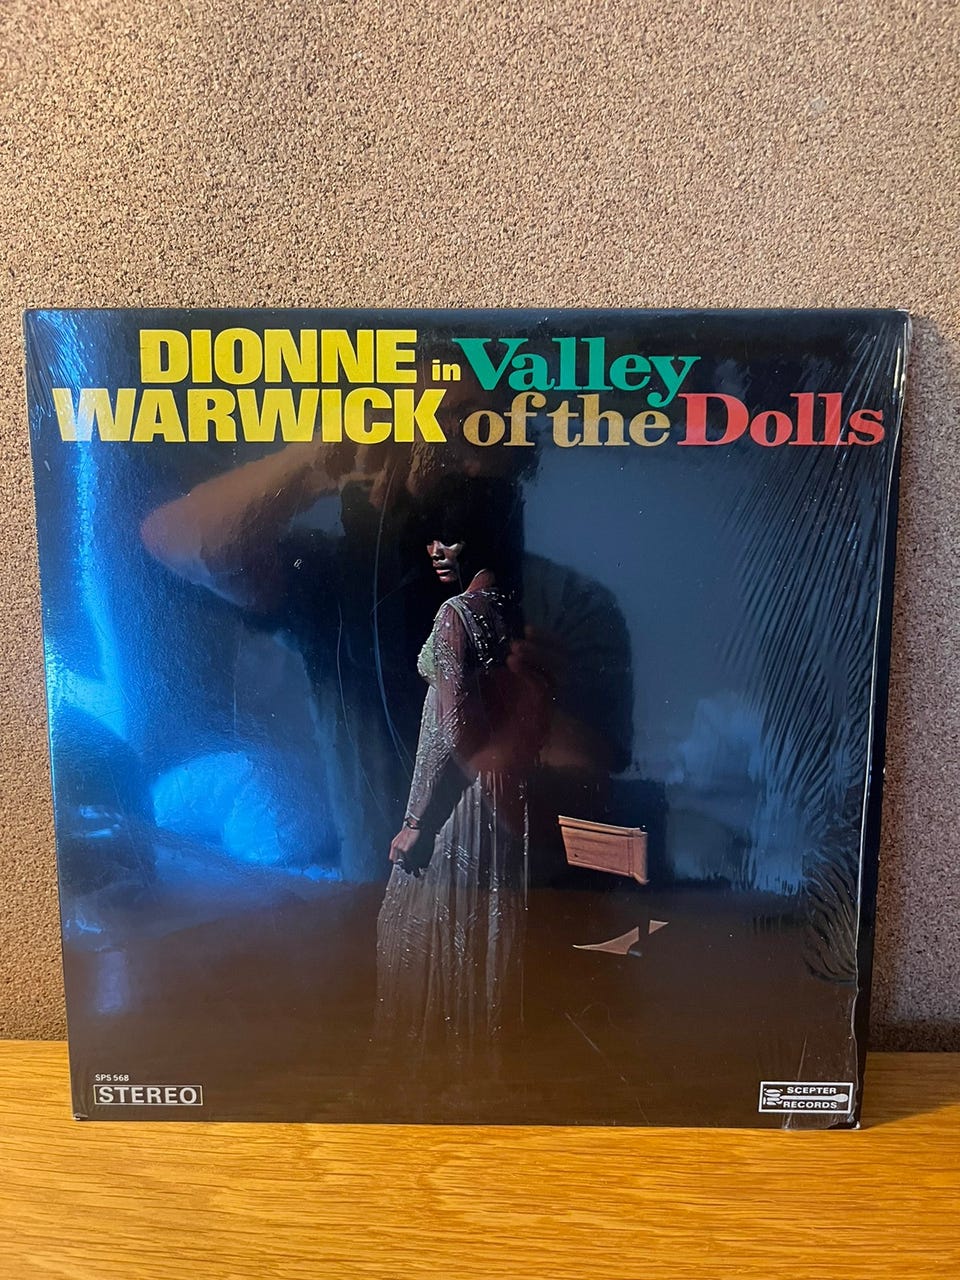 DIONNE in Valley
WARWICK of the Dolls
SPS 568
STEREO
SCEPTER
RECORDS